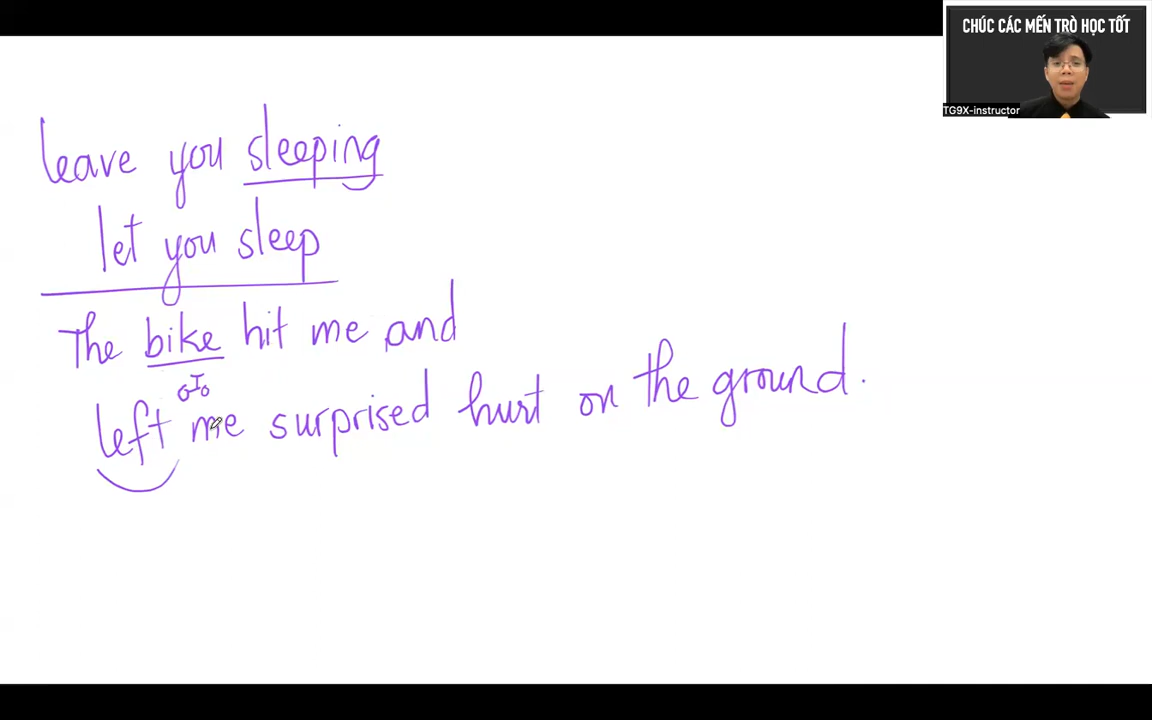 CHÚC CÁC MẾN TRÒ HỌC TỐT
TG9X-instructor
leave you sleeping
let you sleep
The bike hit me and
left me surprised hurt on the ground.